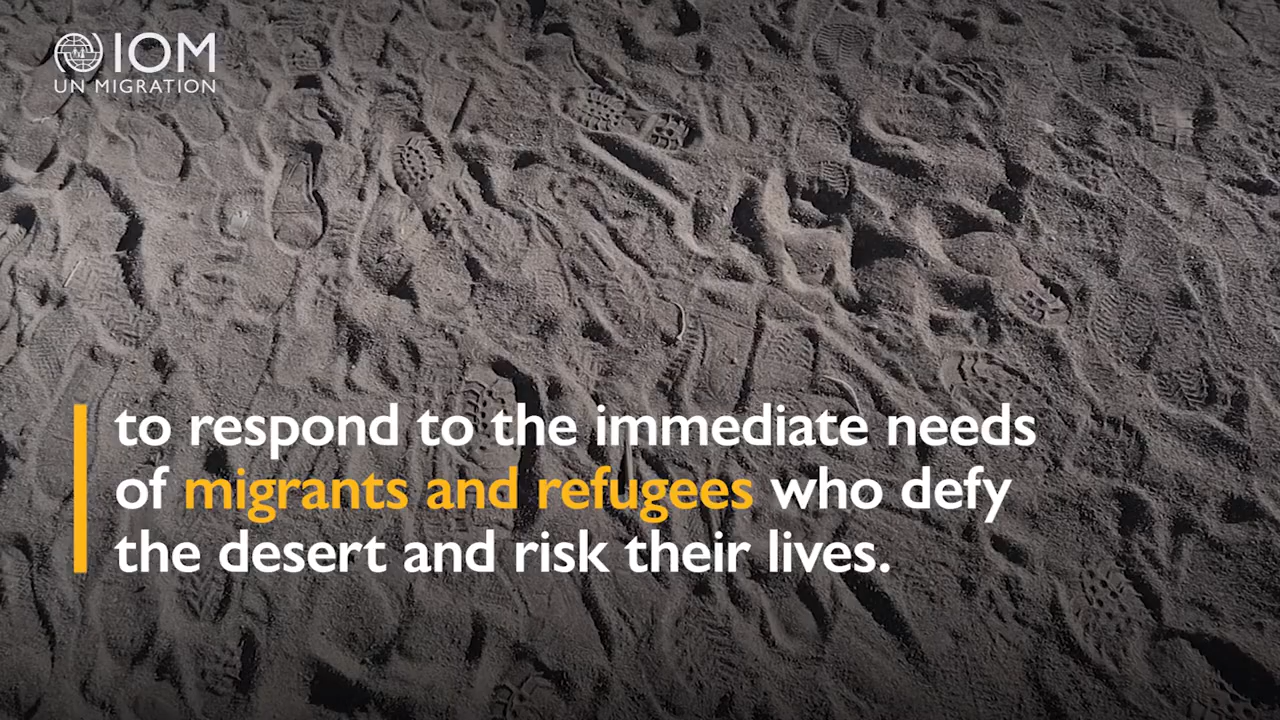 IOM
UN MIGRATION
to respond to the immediate needs
of migrants and refugees who defy
the desert and risk their lives.